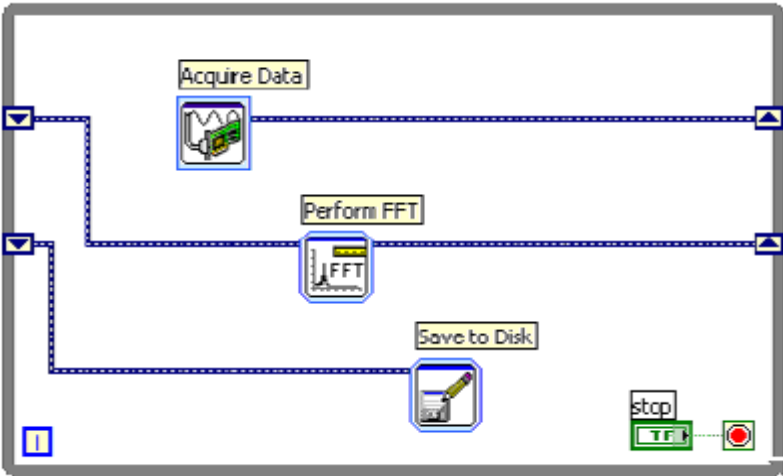 Acquire Data
Perform FFT
FFT
Save to Disk
stop
TF
i